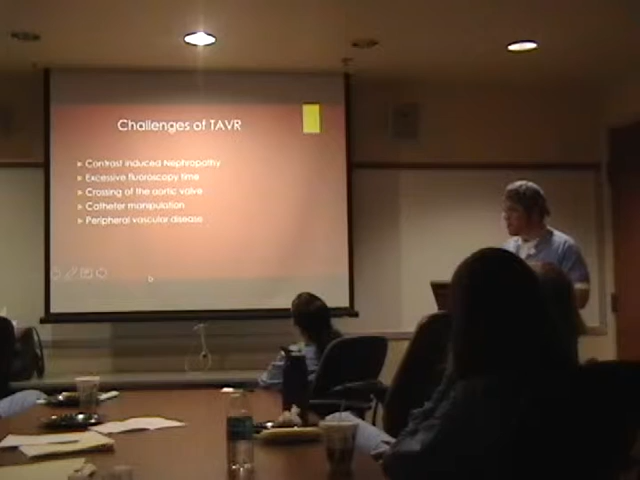 Challenges of TAVR
Contrast induced Nephropathy
Excessive fluoroscopy time
Crossing of the aortic valve
Catheter manipulation
Peripheral vascular disease